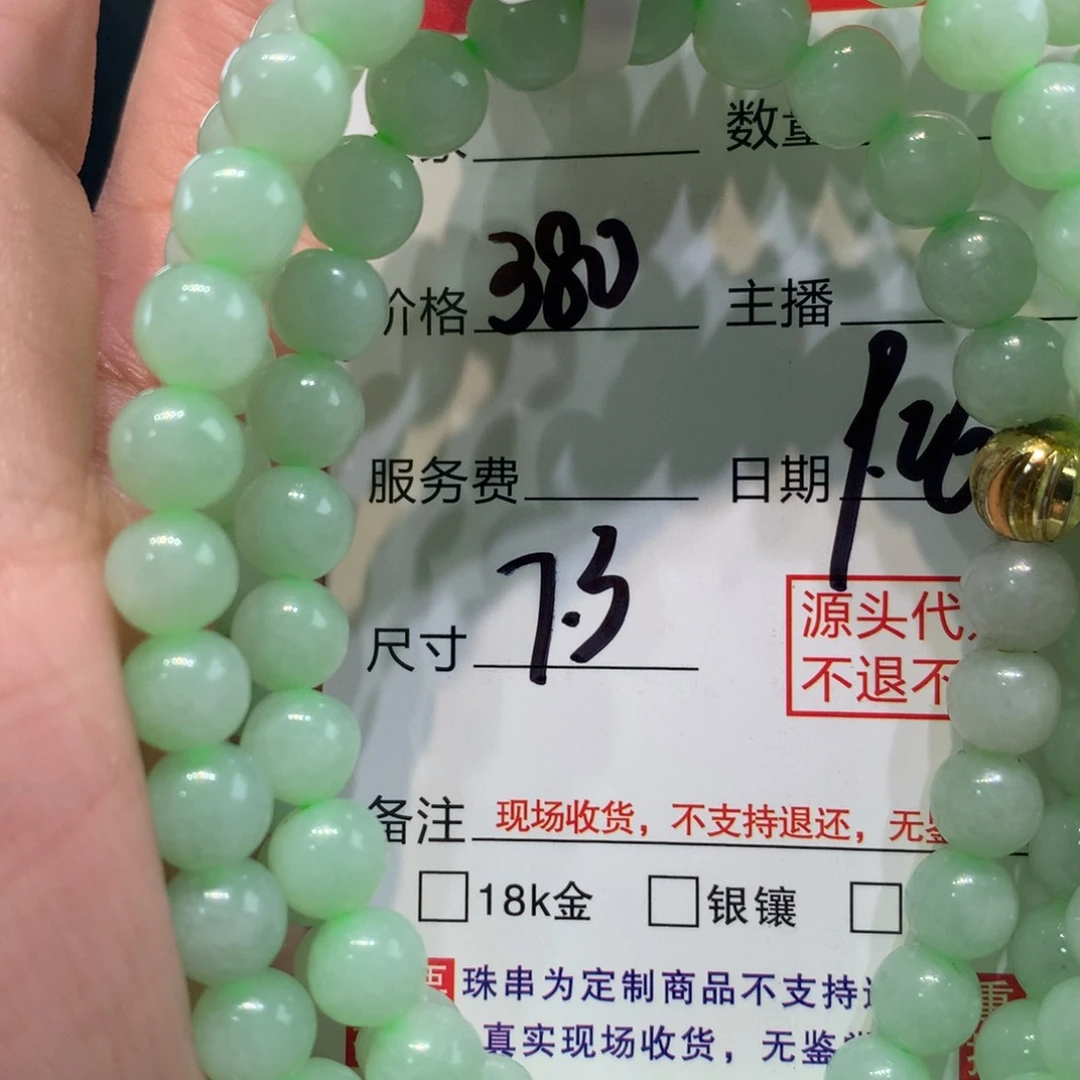 数量
价格 380 主播
服务费 日期
尺寸 7.5
源头代
不退不
备注 现场收货，不支持退还，无鉴
18k金 银镶
珠串为定制商品不支持
真实现场收货，无鉴